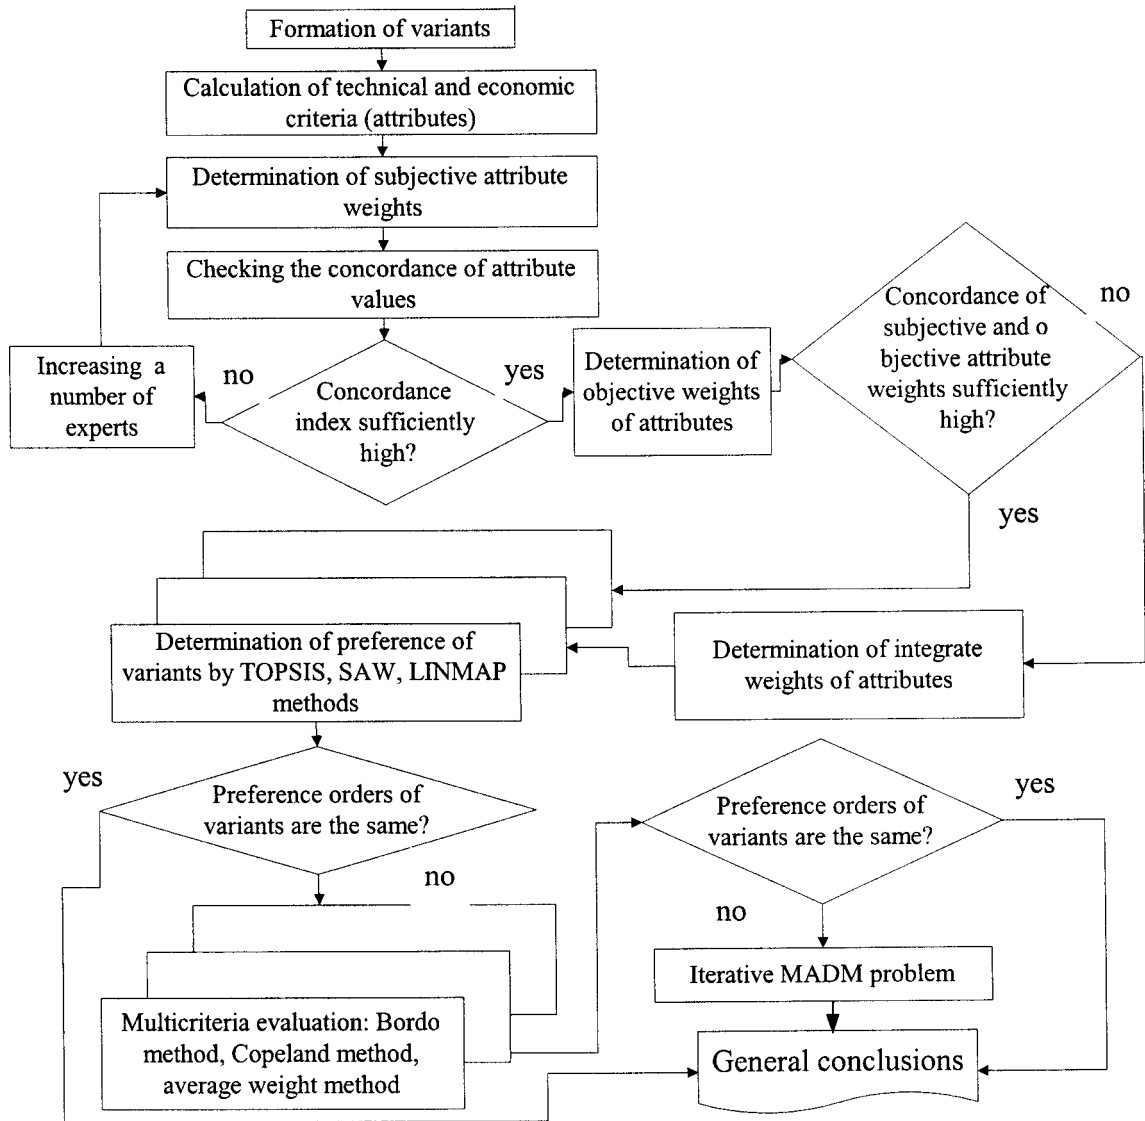 Formation of variants
Calculation of technical and economic
criteria (attributes)
Determination of subjective attribute
weights
Checking the concordance of attribute
values
Increasing a
number of
experts
no
Concordance
index sufficiently
high?
yes
Determination of
objective weights
of attributes
Concordance of
subjective and o
bjective attribute
weights sufficiently
high?
no
yes
Determination of preference of
variants by TOPSIS, SAW, LINMAP
methods
Determination of integrate
weights of attributes
yes
Preference orders of
variants are the same?
no
Preference orders of
variants are the same?
yes
no
Iterative MADM problem
Multicriteria evaluation: Bordo
method, Copeland method,
average weight method
General conclusions